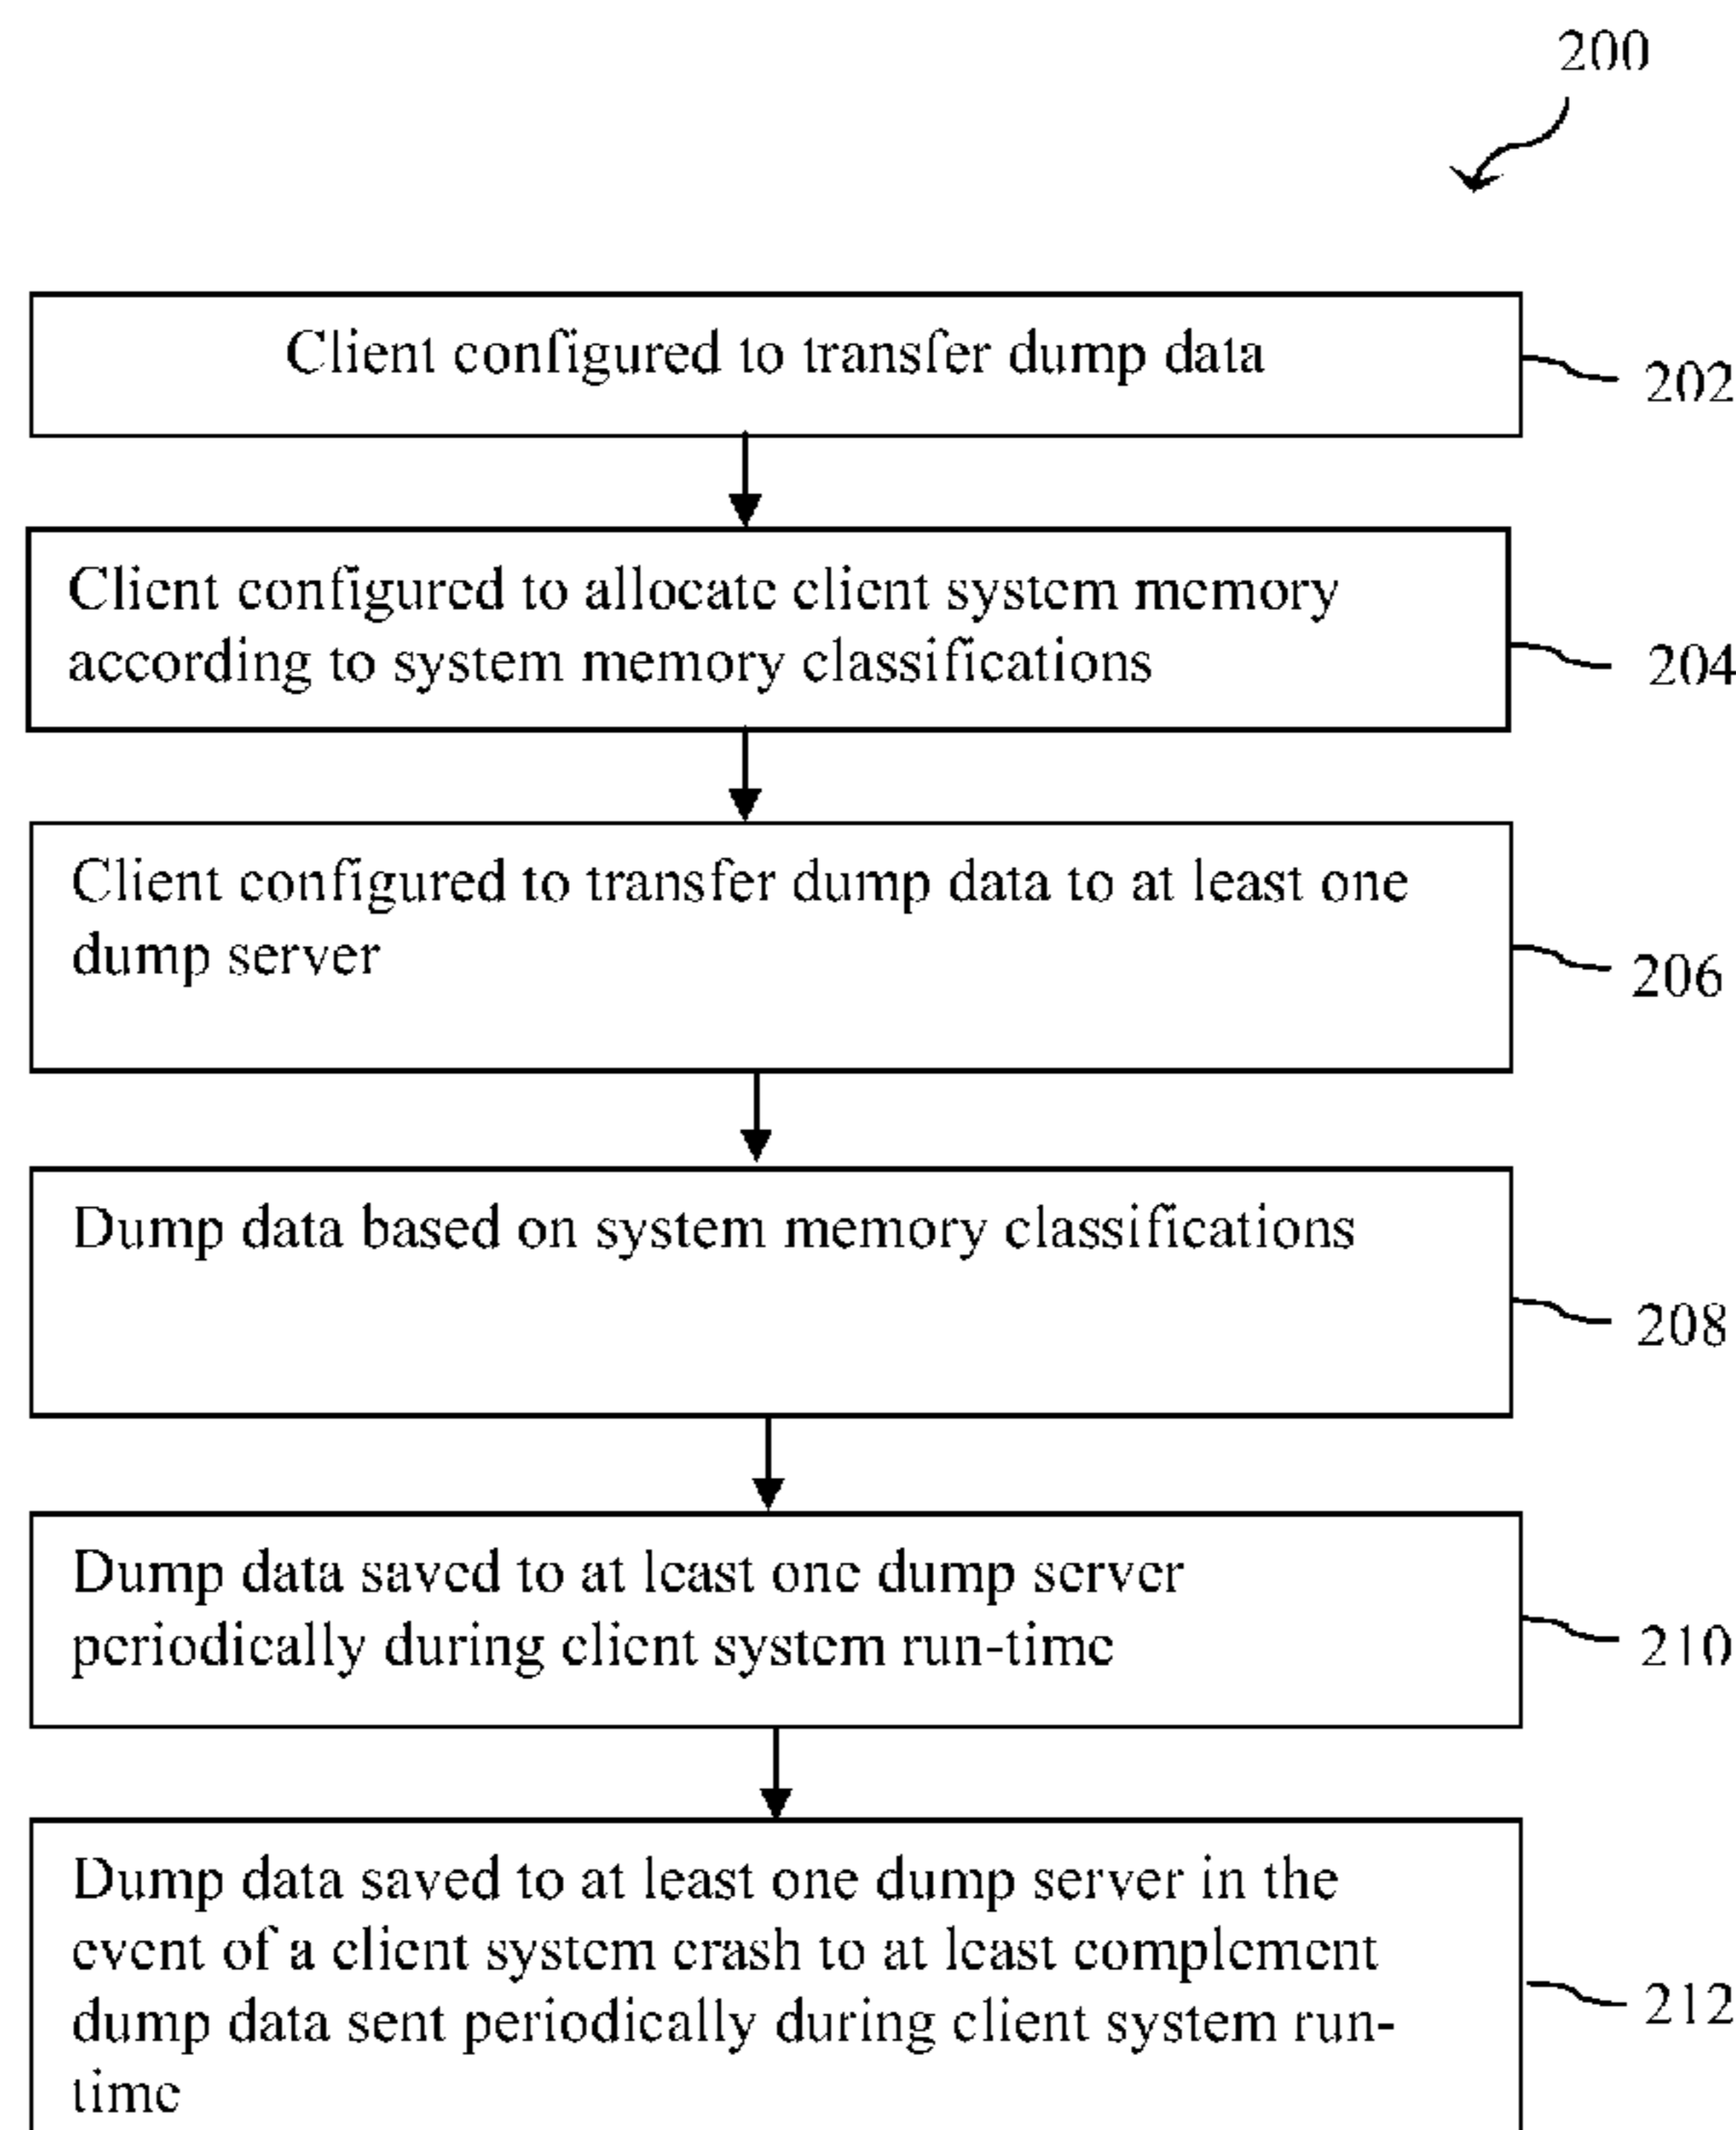 200
Client configured to transfer dump data
202
Client configured to allocate client system memory
according to system memory classifications
204
Client configured to transfer dump data to at least one
dump server
206
Dump data based on system memory classifications
208
Dump data saved to at least one dump server
periodically during client system run-time
210
Dump data saved to at least one dump server in the
event of a client system crash to at least complement
dump data sent periodically during client system run-
time
212